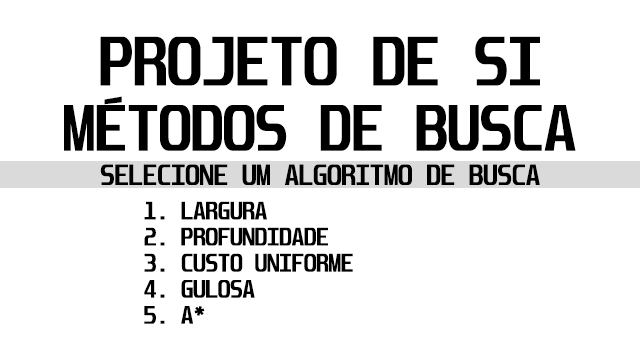 PROJETO DE SI
MÉTODOS DE BUSCA
SELECIONE UM ALGORITMO DE BUSCA
1. LARGURA
2. PROFUNDIDADE
3. CUSTO UNIFORME
4. GULOSA
5. A*